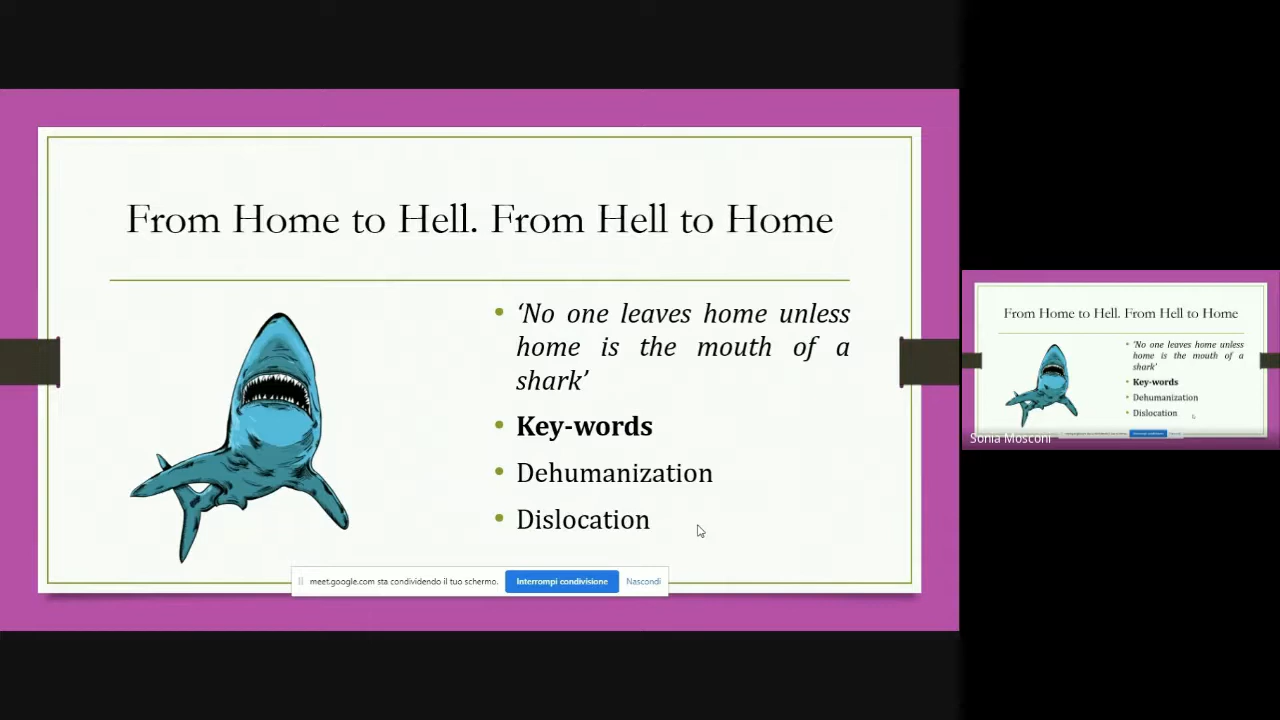 From Home to Hell. From Hell to Home
‘No one leaves home unless
home is the mouth of a
shark’
Key-words
Dehumanization
Dislocation
meet.google.com sta condividendo il tuo schermo.
Interrompi condivisione
Nascondi
From Home to Hell. From Hell to Home
‘No one leaves home unless
home is the mouth of a
shark’
Key-words
Dehumanization
Dislocation
Sonia Mosconi